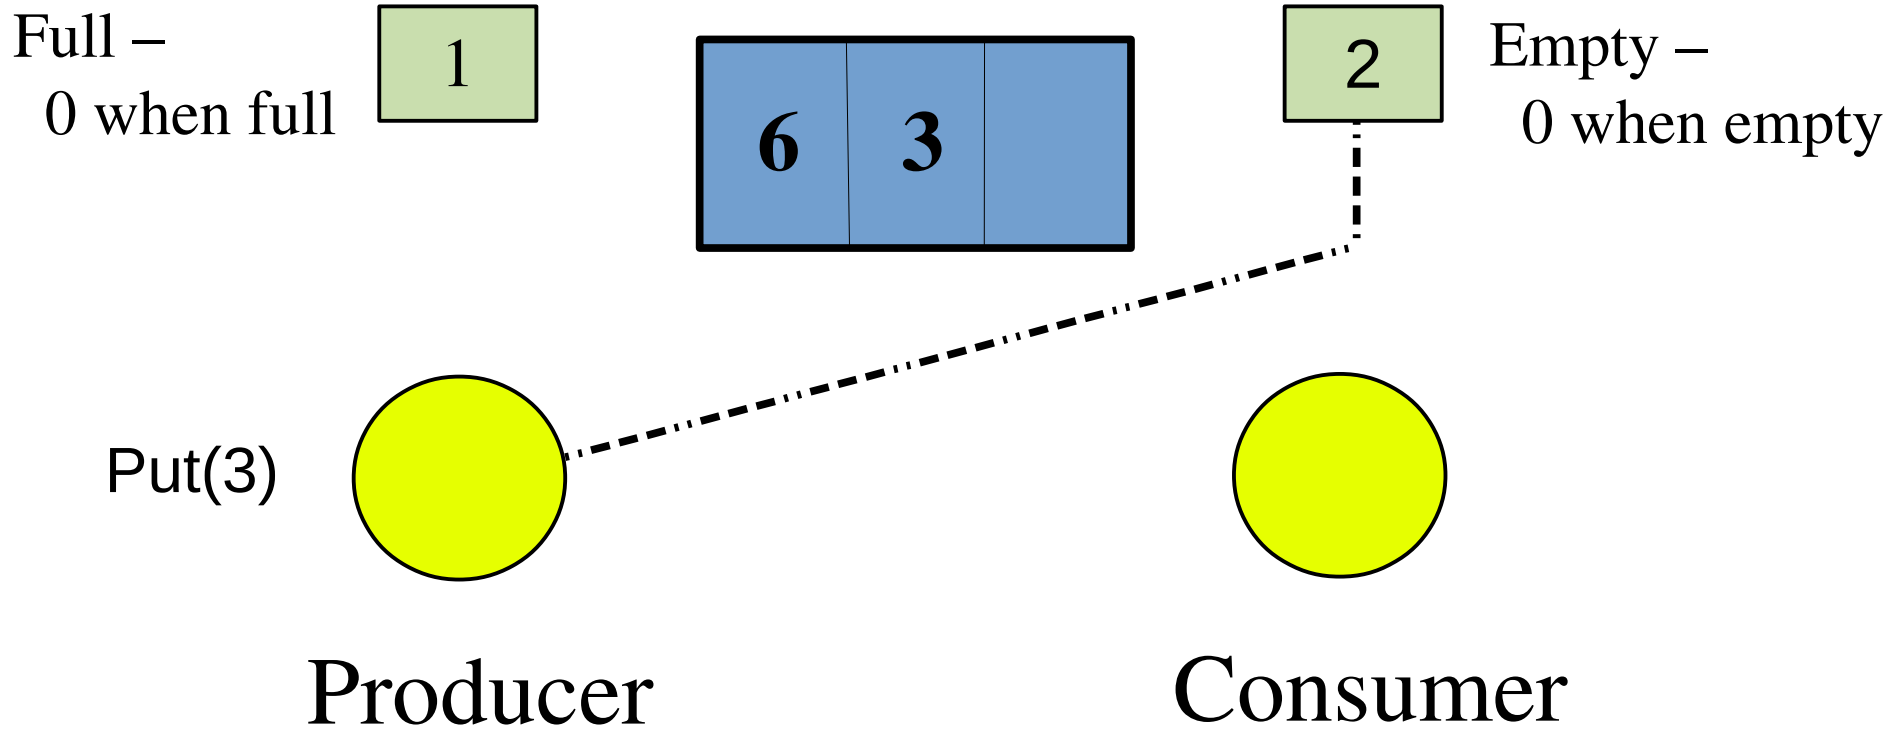 Full –
0 when full
1
6 3
2
Empty –
0 when empty
Put(3)
Producer
Consumer